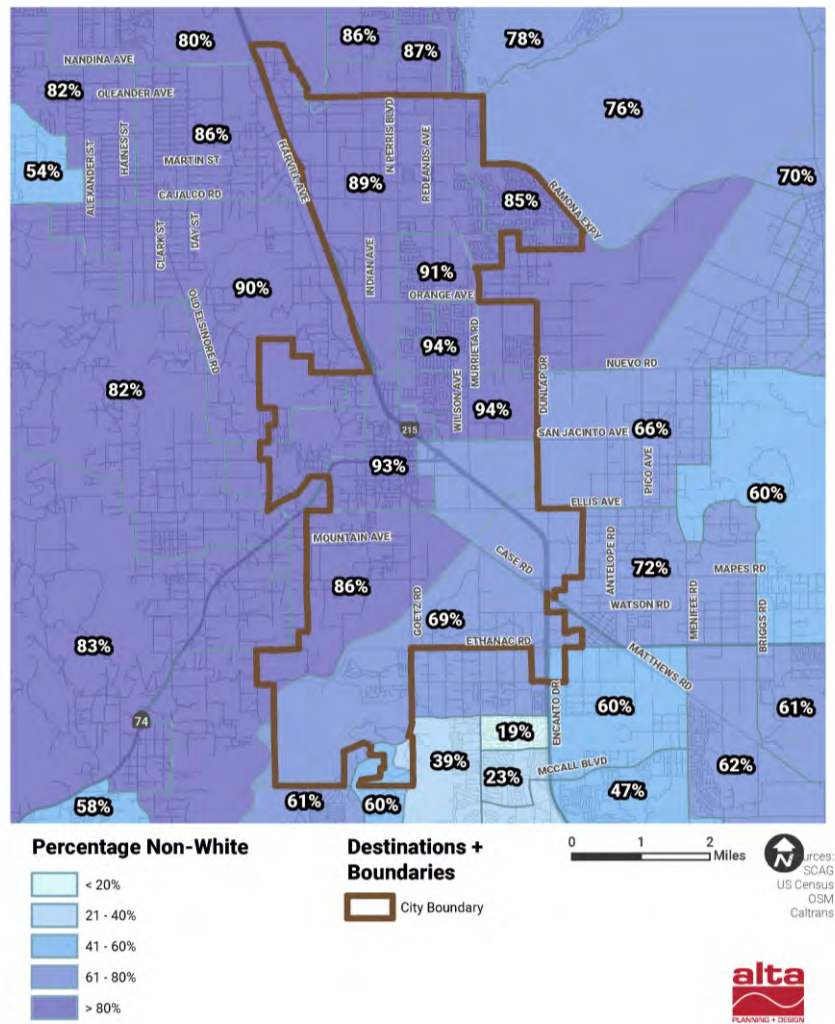 80%
86%
87%
78%
NANDINA AVE
82%
OLEANDER AVE
76%
N PERRIS BLVD
REDLANDS AVE
HAINES ST
86%
ALEXANDER ST
MARTIN ST
HARVILL AVE
54%
89%
70%
CAJALCO RD
85%
RAMONA EXPY
CLARK ST
DAY ST
INDIAN AVE
91%
90%
ORANGE AVE
OLD ELSINORE RD
94%
MURRIETA RD
NUEVO RD
82%
WILSON AVE
DUNLAP DR
94%
215
SAN JACINTO AVE
66%
93%
PICO AVE
60%
ELLIS AVE
MOUNTAIN AVE
CASE RD
ANTELOPE RD
72%
MAPES RD
86%
GOETZ RD
WATSON RD
MENIFEE RD
BRIGGS RD
69%
83%
ETHANAC RD
MATTHEWS RD
74
ENCANTO DR
60%
61%
19%
39%
23%
MCCALL BLVD
62%
47%
58%
61%
60%
Percentage Non-White
< 20%
21 - 40%
41 - 60%
61 - 80%
> 80%
Destinations +
Boundaries
City Boundary
0 1 2
Miles
urces:
SCAG
US Census
OSM
Caltrans
alta
PLANNING + DESIGN